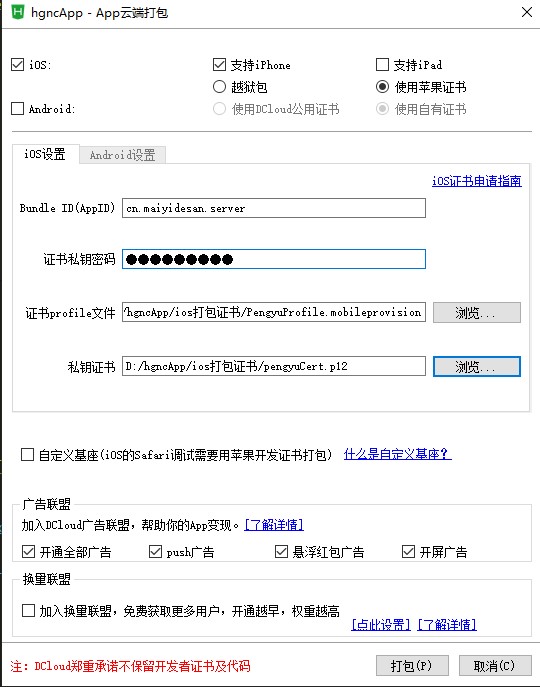 hgncApp - App云端打包
iOS: 支持iPhone 支持iPad
越狱包 使用苹果证书
Android: 使用DCloud公用证书 使用自有证书
iOS设置 Android设置
iOS证书申请指南
Bundle ID(AppID) cn.maiyidesan.server
证书私钥密码 ●●●●●●●●●
证书profile文件 /hgncApp/ios打包证书/PengyuProfile.mobileprovision 浏览...
私钥证书 D:/hgncApp/ios打包证书/pengyuCert.p12 浏览...
自定义基座(iOS的Safari调试需要用苹果开发证书打包) 什么是自定义基座?
广告联盟
加入DCloud广告联盟，帮助你的App变现。[了解详情]
开通全部广告 push广告 悬浮红包广告 开屏广告
换量联盟
加入换量联盟，免费获取更多用户，开通越早，权重越高
[点此设置] [了解详情]
注：DCloud郑重承诺不保留开发者证书及代码 打包(P) 取消(C)